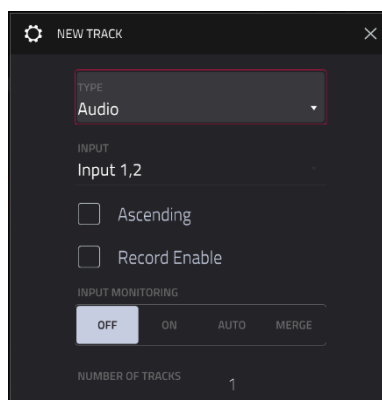 NEW TRACK
TYPE
Audio
INPUT
Input 1,2
Ascending
Record Enable
INPUT MONITORING
OFF ON AUTO MERGE
NUMBER OF TRACKS
1